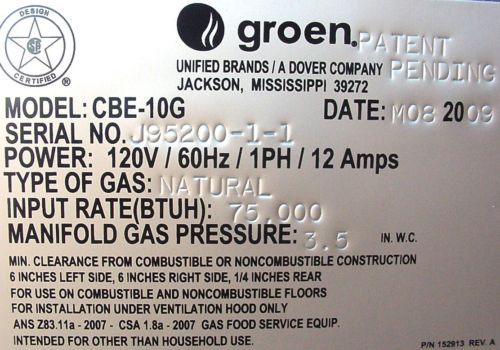 DESIGN
CSA
CERTIFIED
groen. PATENT
UNIFIED BRANDS / A DOVER COMPANY PENDING
JACKSON, MISSISSIPPI 39272
MODEL: CBE-10G DATE: M08 2009
SERIAL NO. J95200-1-1
POWER: 120V / 60Hz / 1PH / 12 Amps
TYPE OF GAS: NATURAL
INPUT RATE(BTUH): 75,000
MANIFOLD GAS PRESSURE: 3.5 IN. W.C.
MIN. CLEARANCE FROM COMBUSTIBLE OR NONCOMBUSTIBLE CONSTRUCTION
6 INCHES LEFT SIDE, 6 INCHES RIGHT SIDE, 1/4 INCHES REAR
FOR USE ON COMBUSTIBLE AND NONCOMBUSTIBLE FLOORS
FOR INSTALLATION UNDER VENTILATION HOOD ONLY
ANS Z83.11a - 2007 - CSA 1.8a - 2007 GAS FOOD SERVICE EQUIP.
INTENDED FOR OTHER THAN HOUSEHOLD USE.
P/N 152913 REV. A